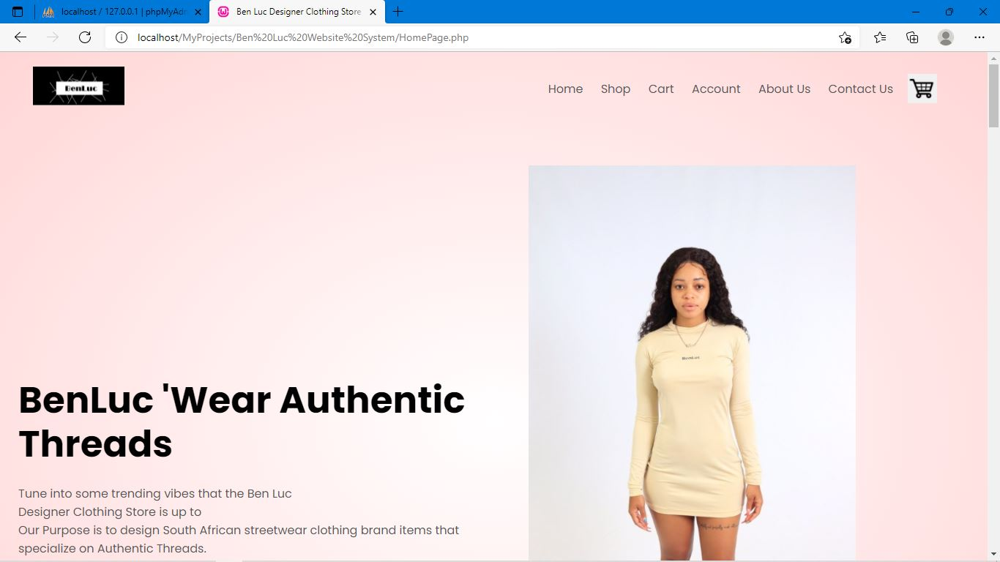 localhost / 127.0.0.1 | phpMyAdm
Ben Luc Designer Clothing Store
localhost/MyProjects/Ben%20Luc%20Website%20System/HomePage.php
BenLuc
Home Shop Cart Account About Us Contact Us
BenLuc
BenLuc 'Wear Authentic
Threads
Tune into some trending vibes that the Ben Luc
Designer Clothing Store is up to
Our Purpose is to design South African streetwear clothing brand items that
specialize on Authentic Threads.